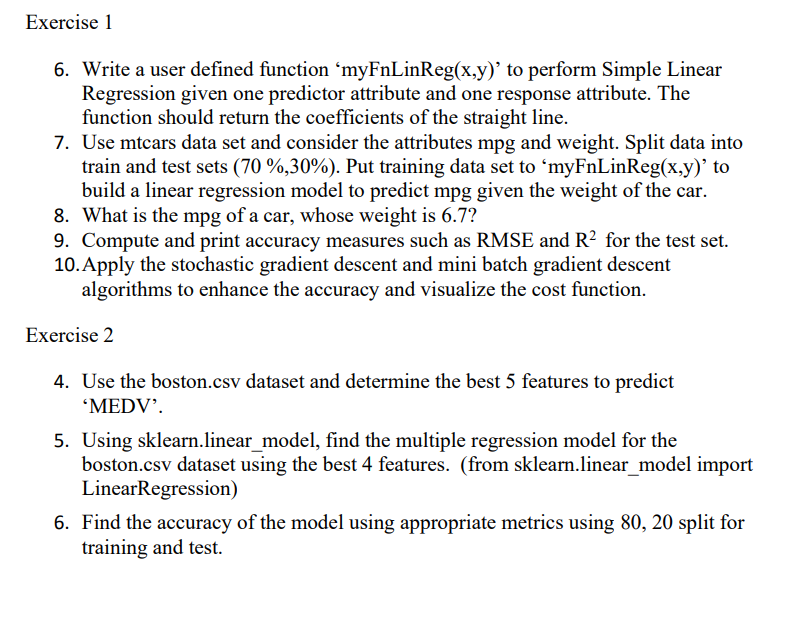 Exercise 1
6. Write a user defined function ‘myFnLinReg(x,y)’ to perform Simple Linear
Regression given one predictor attribute and one response attribute. The
function should return the coefficients of the straight line.
7. Use mtcars data set and consider the attributes mpg and weight. Split data into
train and test sets (70 %,30%). Put training data set to ‘myFnLinReg(x,y)’ to
build a linear regression model to predict mpg given the weight of the car.
8. What is the mpg of a car, whose weight is 6.7?
9. Compute and print accuracy measures such as RMSE and R² for the test set.
10. Apply the stochastic gradient descent and mini batch gradient descent
algorithms to enhance the accuracy and visualize the cost function.
Exercise 2
4. Use the boston.csv dataset and determine the best 5 features to predict
‘MEDV’.
5. Using sklearn.linear_model, find the multiple regression model for the
boston.csv dataset using the best 4 features. (from sklearn.linear_model import
LinearRegression)
6. Find the accuracy of the model using appropriate metrics using 80, 20 split for
training and test.